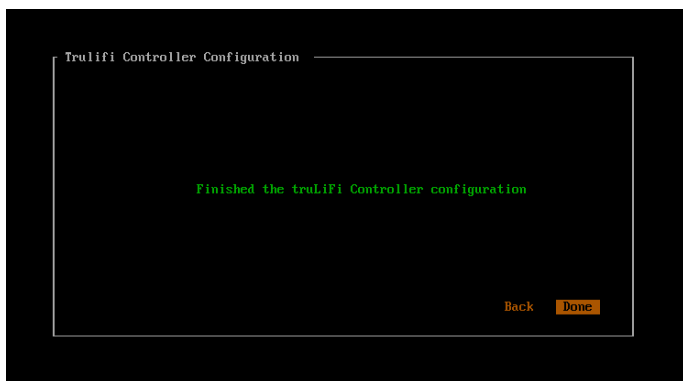 Trulifi Controller Configuration
Finished the truLiFi Controller configuration
Back Done